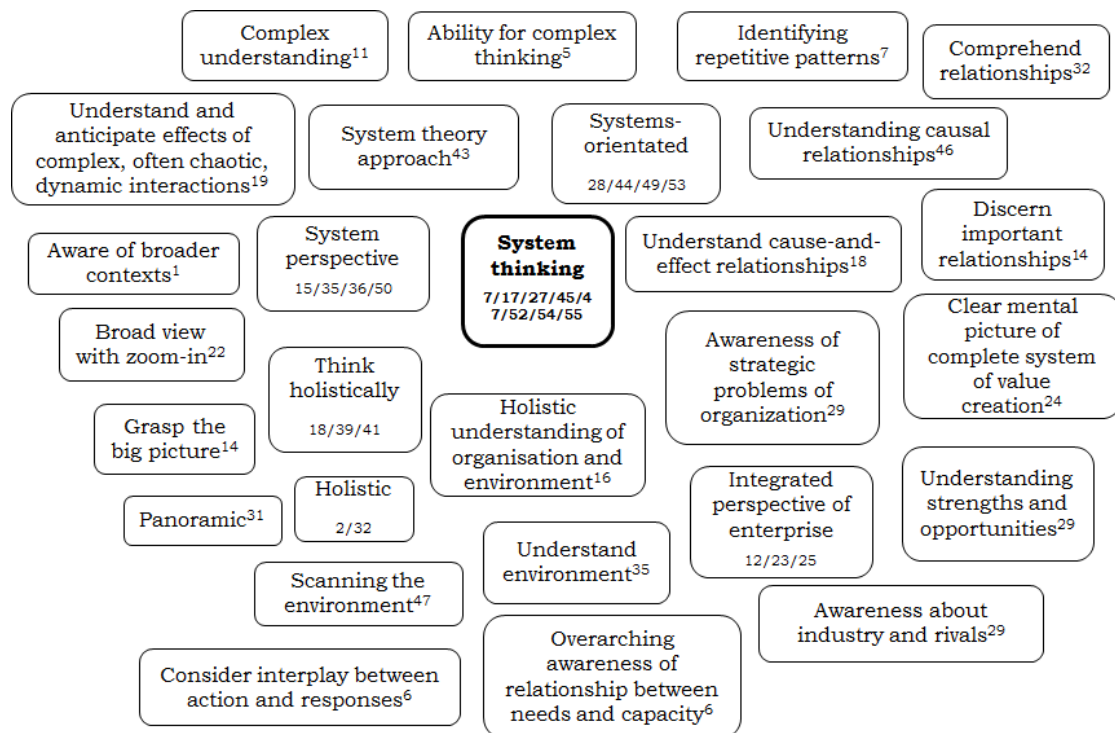 Complex
understanding11
Ability for complex
thinking5
Identifying
repetitive patterns7
Comprehend
relationships32
Understand and
anticipate effects of
complex, often chaotic,
dynamic interactions19
System theory
approach43
Systems-
orientated
28/44/49/53
Understanding causal
relationships46
Aware of broader
contexts1
System
perspective
15/35/36/50
System
thinking
7/17/27/45/4
7/52/54/55
Understand cause-and-
effect relationships18
Discern
important
relationships14
Broad view
with zoom-in22
Think
holistically
18/39/41
Awareness of
strategic
problems of
organization29
Clear mental
picture of
complete system
of value
creation24
Grasp the
big picture14
Holistic
understanding of
organisation and
environment16
Panoramic31
Holistic
2/32
Integrated
perspective of
enterprise
12/23/25
Understanding
strengths and
opportunities29
Scanning the
environment47
Understand
environment35
Awareness about
industry and rivals29
Consider interplay between
action and responses6
Overarching
awareness of
relationship between
needs and capacity6